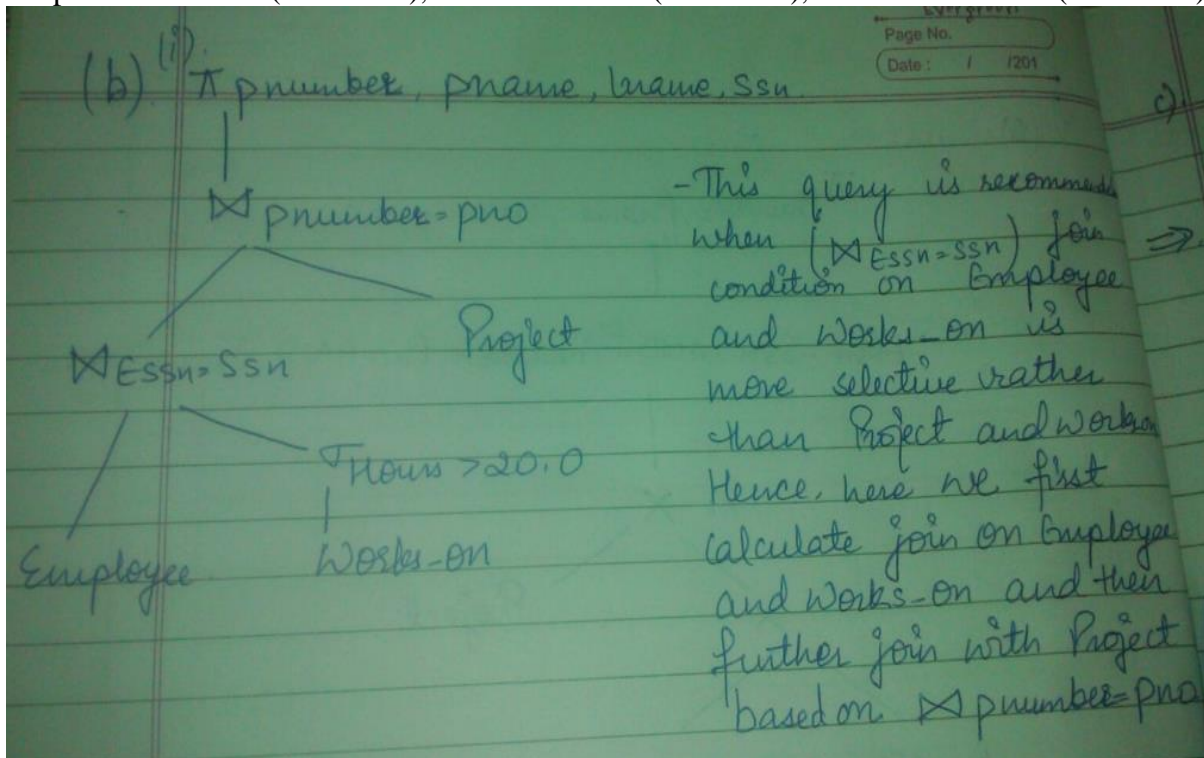 Page No.
Date : / /201
(b) (i) π pnumber, pname, lname, Ssn
c)
⋈ pnumber = pno
Project
⋈ Essn = Ssn
σ Hours > 20.0
Employee
Works-on
- This query is recommende
when (⋈ Essn = Ssn) join
condition on Employee
and Works-on is
more selective rather
than Project and works-on
Hence, here we first
calculate join on Employee
and works-on and then
further join with Project
based on ⋈ pnumber = pno
⇒